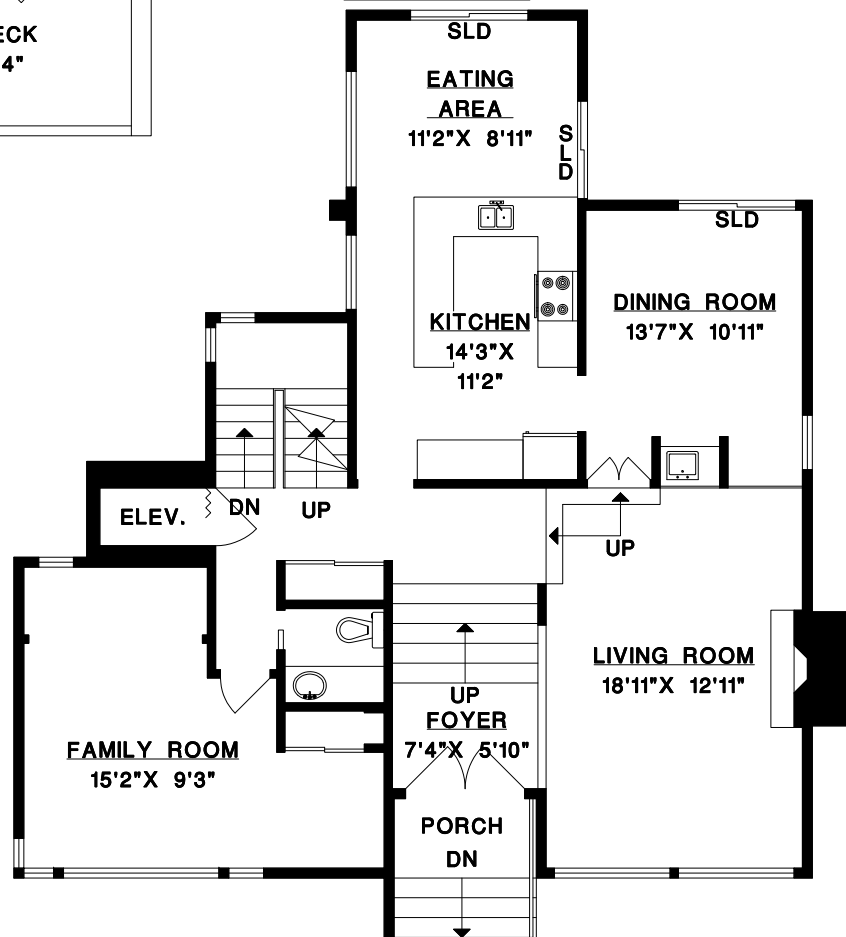 ECK
4"
SLD
EATING
AREA
11'2"X 8'11"
SLD
SLD
DINING ROOM
13'7"X 10'11"
KITCHEN
14'3"X
11'2"
ELEV.
DN
UP
UP
LIVING ROOM
18'11"X 12'11"
UP
FOYER
7'4"X 5'10"
FAMILY ROOM
15'2"X 9'3"
PORCH
DN